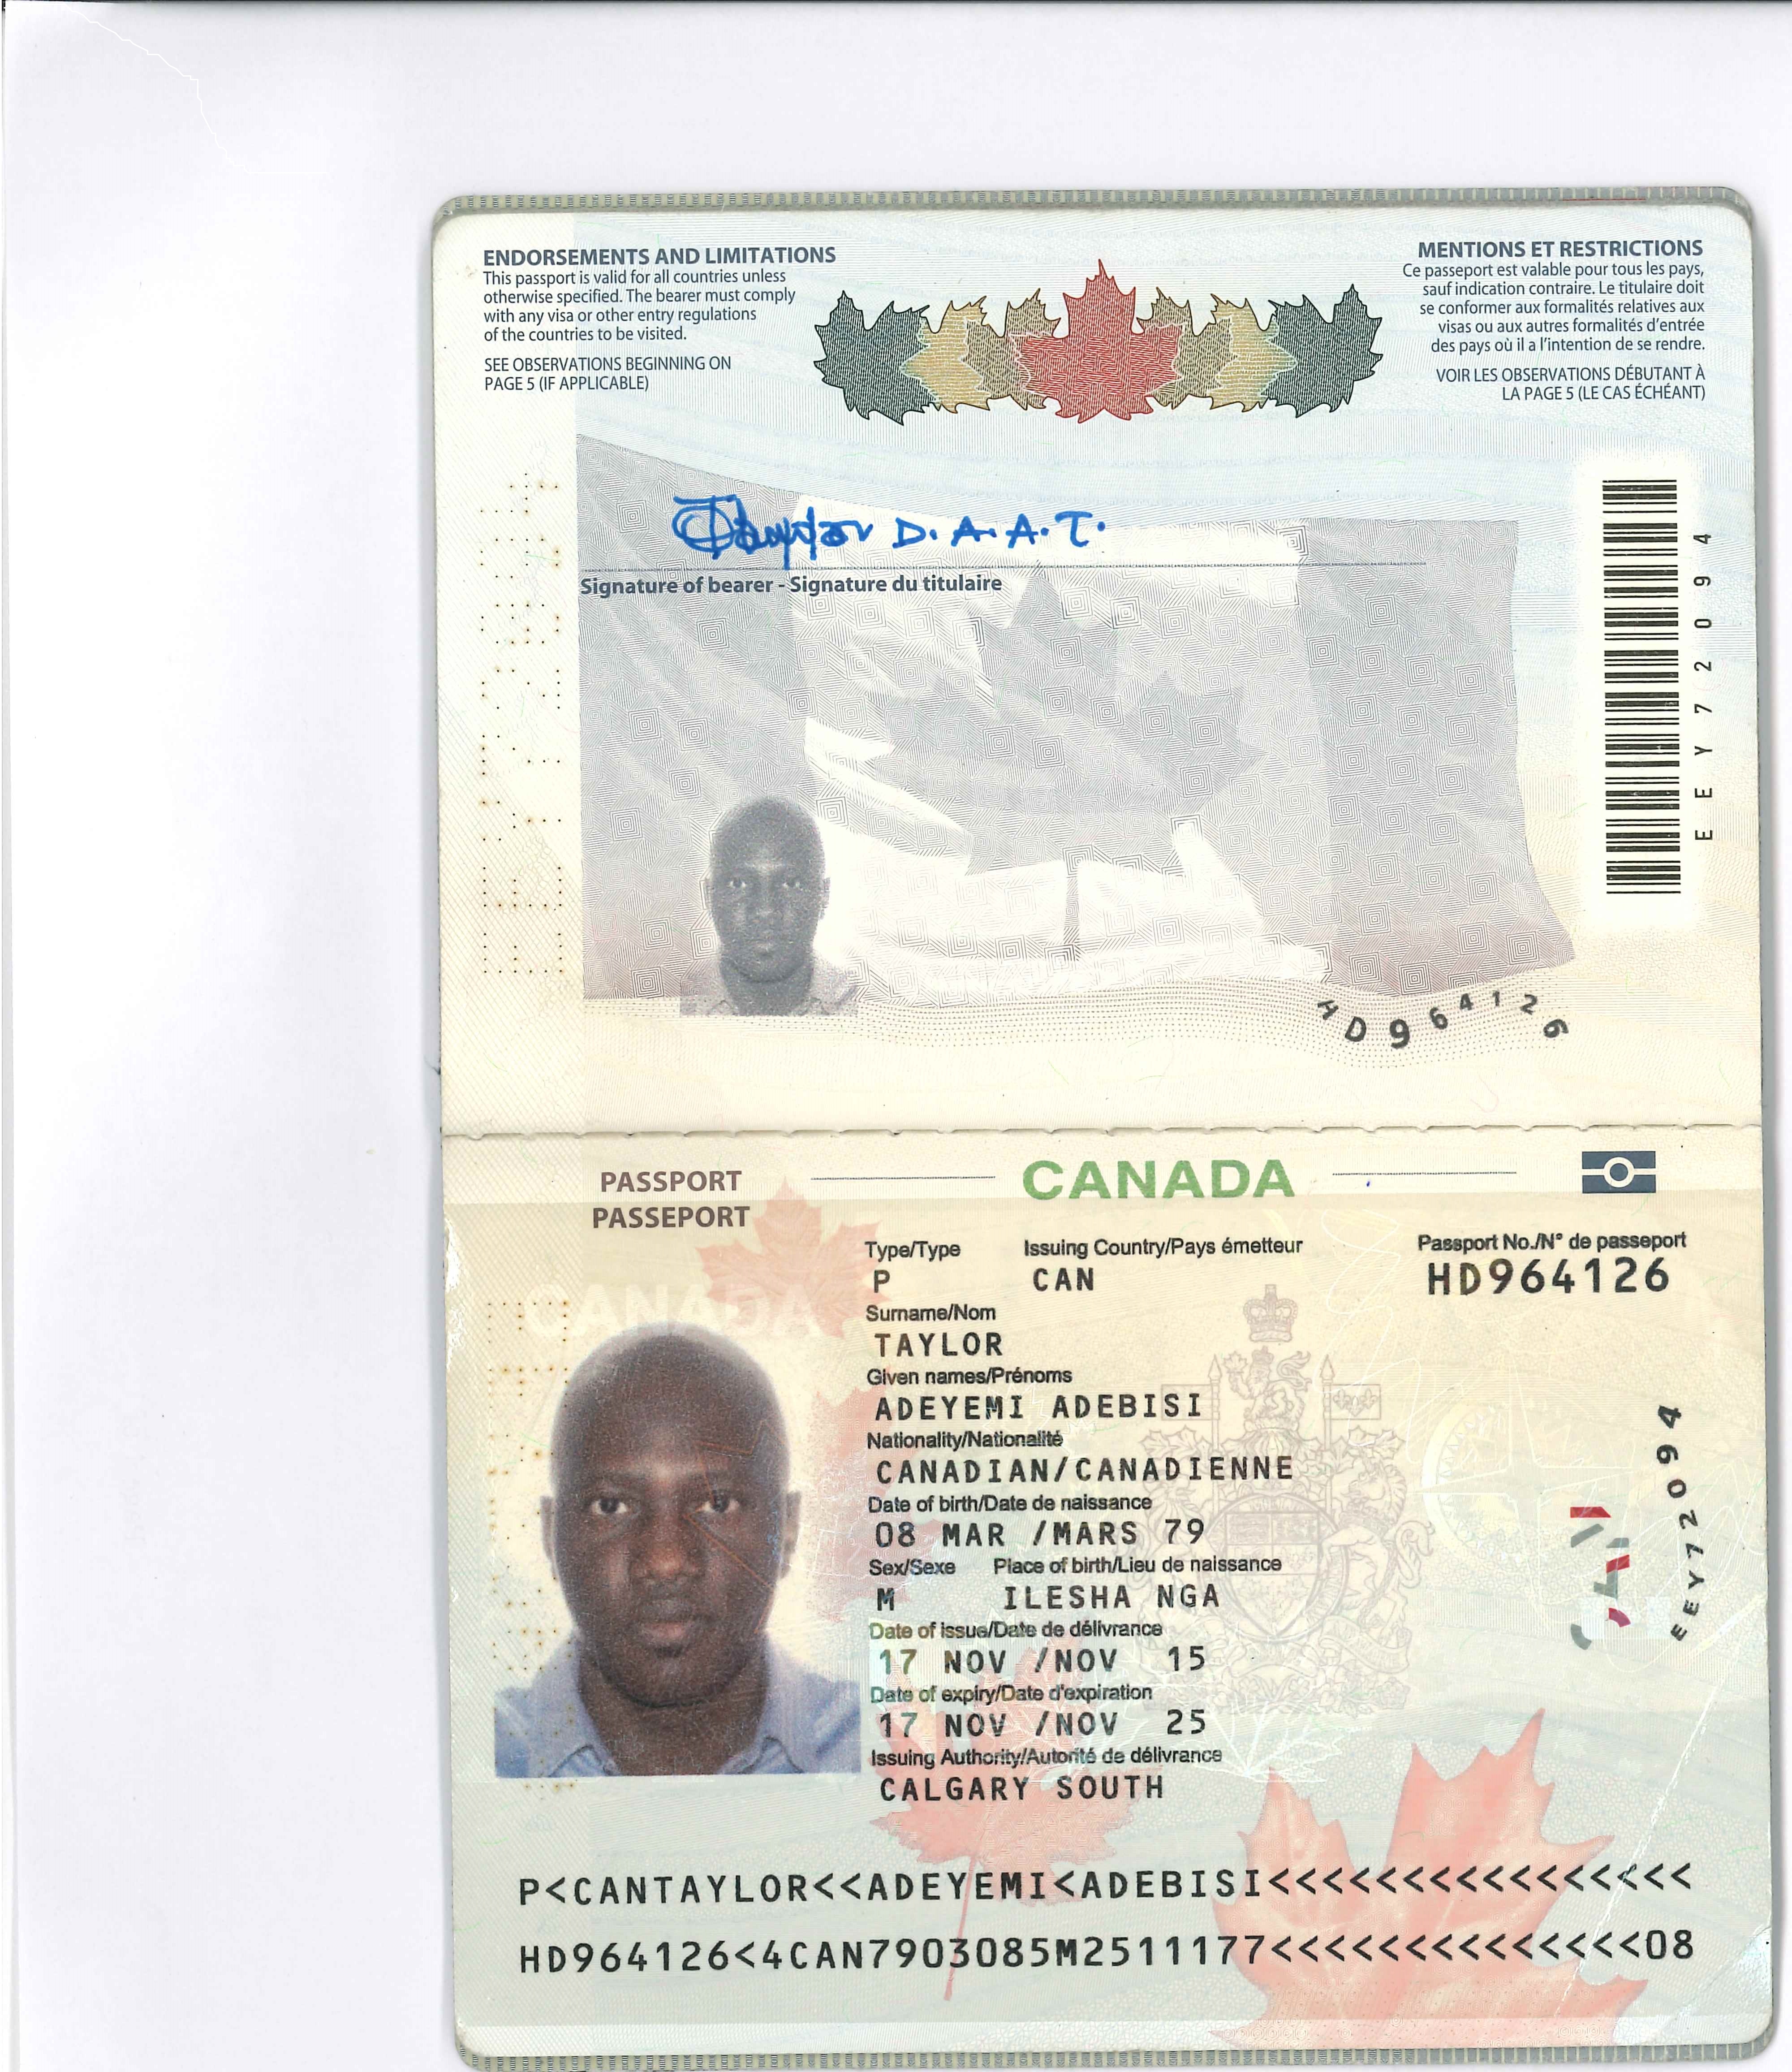 ENDORSEMENTS AND LIMITATIONS
This passport is valid for all countries unless
otherwise specified. The bearer must comply
with any visa or other entry regulations
of the countries to be visited.
SEE OBSERVATIONS BEGINNING ON
PAGE 5 (IF APPLICABLE)
MENTIONS ET RESTRICTIONS
Ce passeport est valable pour tous les pays,
sauf indication contraire. Le titulaire doit
se conformer aux formalités relatives aux
visas ou aux autres formalités d'entrée
des pays où il a l'intention de se rendre.
VOIR LES OBSERVATIONS DÉBUTANT À
LA PAGE 5 (LE CAS ÉCHÉANT)
Taylor D.A.A.T.
Signature of bearer - Signature du titulaire
EEY72094
HD964126
PASSPORT
PASSEPORT
CANADA
Type/Type Issuing Country/Pays émetteur Passport No./N° de passeport
P CAN HD964126
CANADA
Surname/Nom
TAYLOR
Given names/Prénoms
ADEYEMI ADEBISI
Nationality/Nationalité
CANADIAN/CANADIENNE
Date of birth/Date de naissance
08 MAR /MARS 79
Sex/Sexe Place of birth/Lieu de naissance
M ILESHA NGA
Date of issue/Date de délivrance
17 NOV /NOV 15
Date of expiry/Date d'expiration
17 NOV /NOV 25
Issuing Authority/Autorité de délivrance
CALGARY SOUTH
CAN
EEY72094
P<CANTAYLOR<<ADEYEMI<ADEBISI<<<<<<<<<<<<<<<<
HD964126<4CAN7903085M2511177<<<<<<<<<<<<<<08